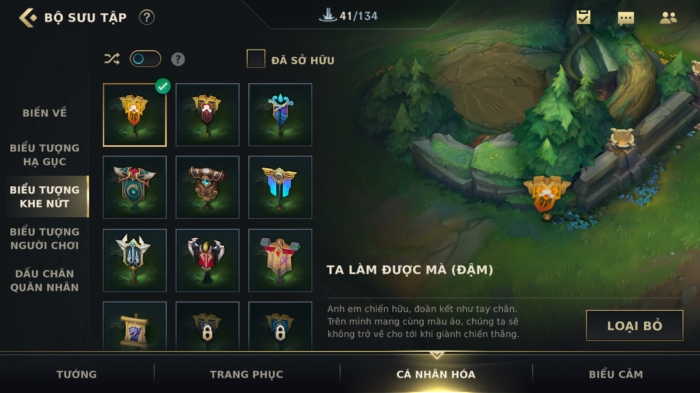 BỘ SƯU TẬP ?
41/134
?
ĐÃ SỞ HỮU
BIẾN VỀ
BIỂU TƯỢNG
HẠ GỤC
BIỂU TƯỢNG
KHE NỨT
BIỂU TƯỢNG
NGƯỜI CHƠI
DẤU CHÂN
QUÂN NHÂN
TA LÀM ĐƯỢC MÀ (ĐẬM)
Anh em chiến hữu, đoàn kết như tay chân.
Trên mình mang cùng màu áo, chúng ta sẽ
không trở về cho tới khi giành chiến thắng.
LOẠI BỎ
TƯỚNG
TRANG PHỤC
CÁ NHÂN HÓA
BIỂU CẢM